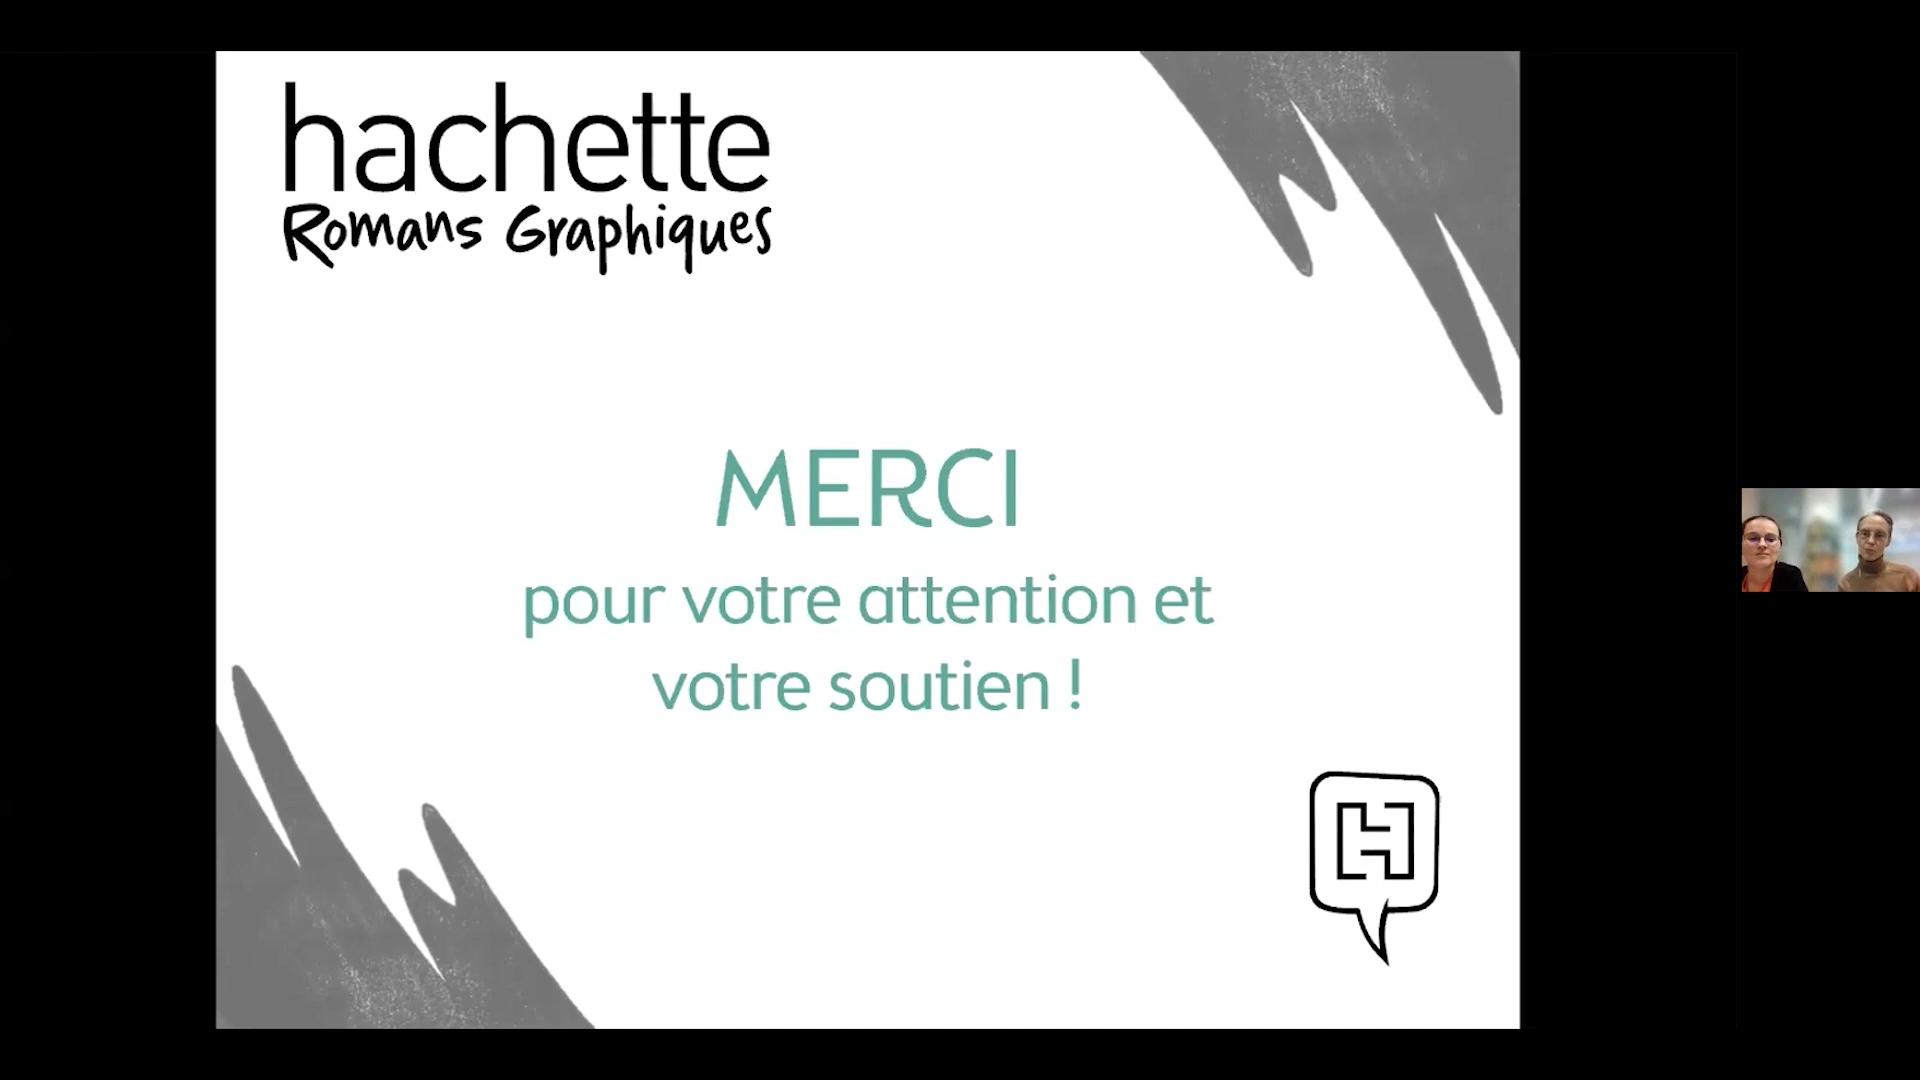 hachette
Romans Graphiques
MERCI
pour votre attention et
votre soutien !
H